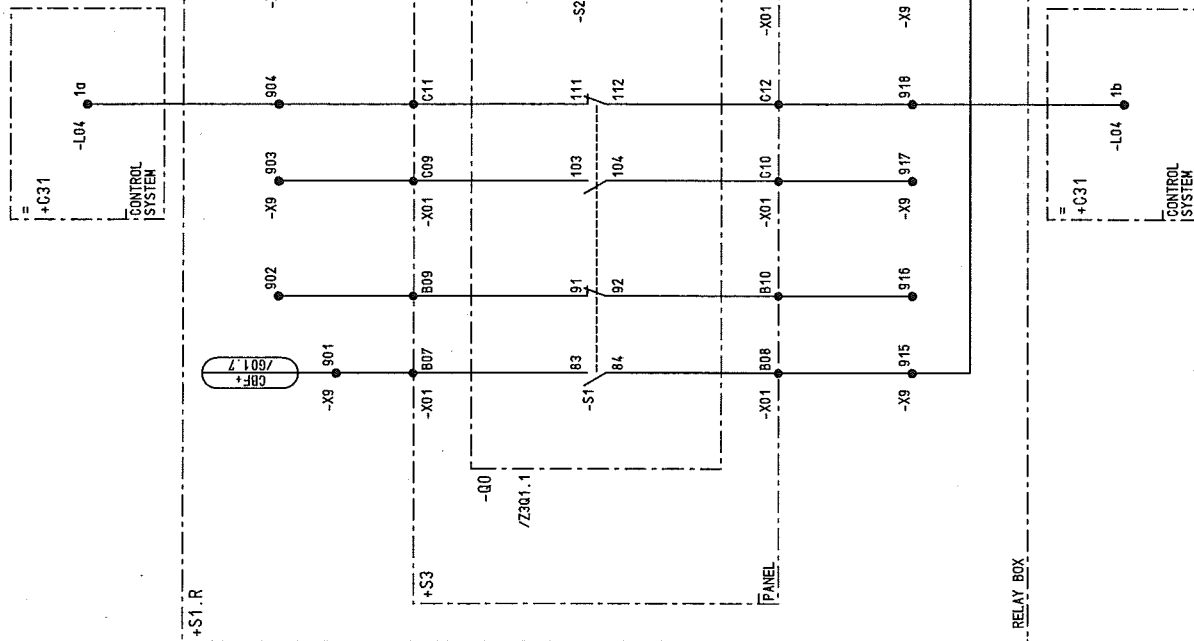 -S2
-X01
-X9
=
+C31
-L04
1a
CONTROL
SYSTEM
904
C11
111
112
C12
918
1b
-L04
=
+C31
CONTROL
SYSTEM
-X9
903
-X01
C09
103
104
-X01
C10
-X9
917
902
B09
91
92
B10
916
CBF+
/G01.7
-X9
901
-X01
B07
-S1
83
84
-X01
B08
-X9
915
-Q0
/Z3Q1.1
+S3
PANEL
+S1.R
RELAY BOX